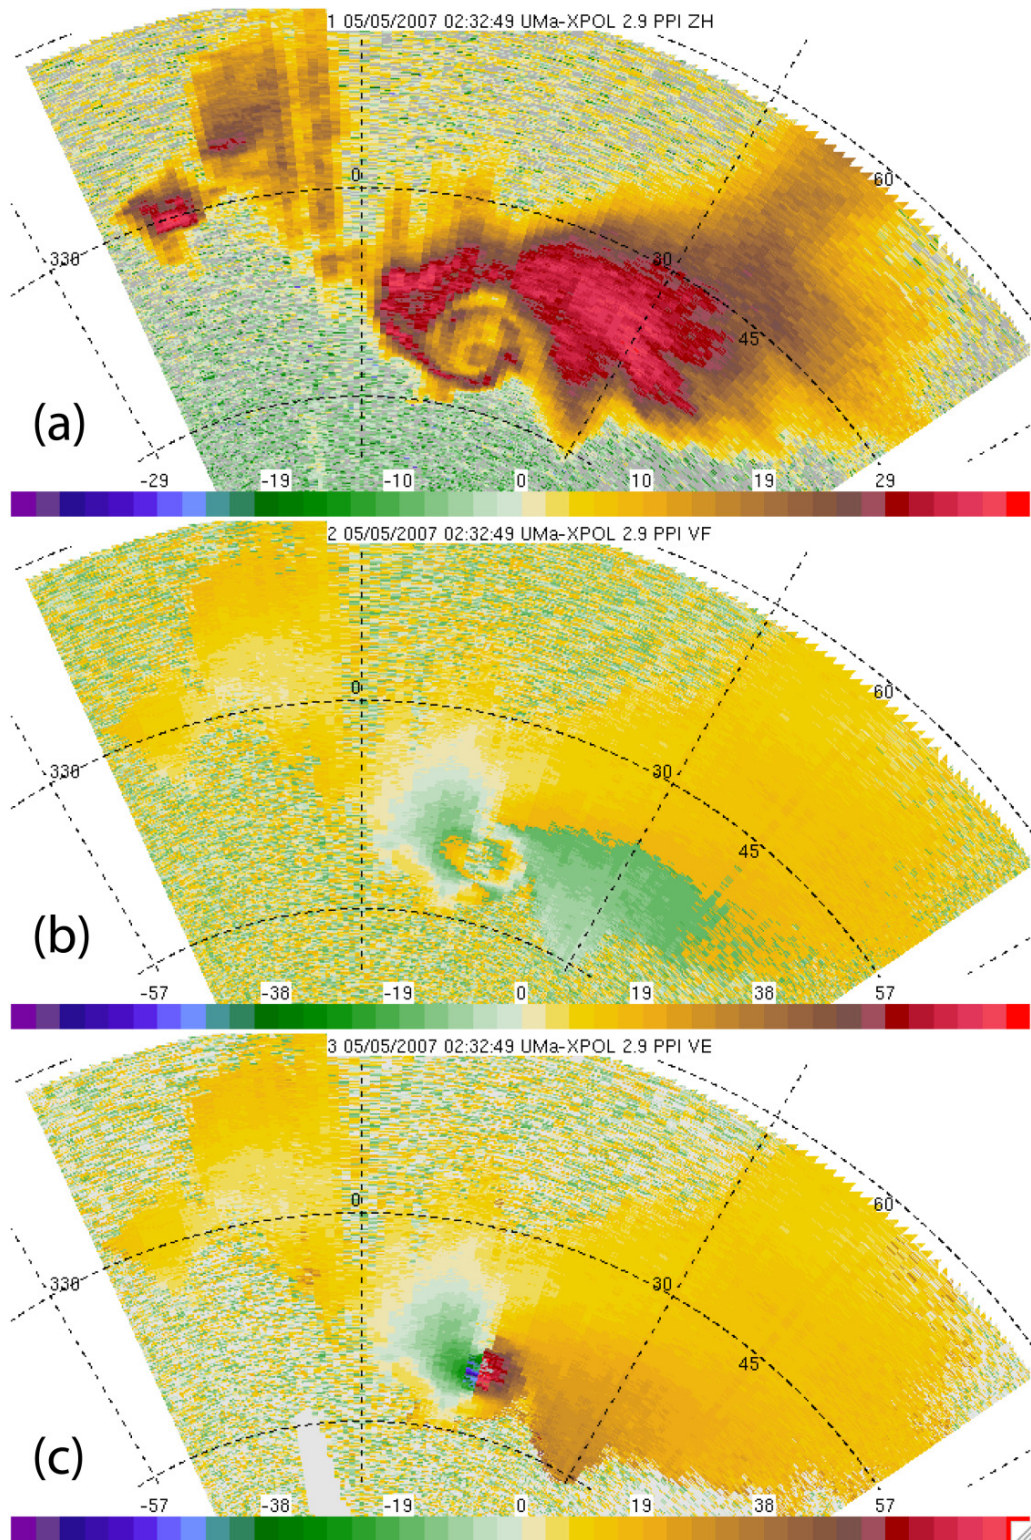 1 05/05/2007 02:32:49 UMa-XPOL 2.9 PPI ZH
60
0
330
30
45
(a)
-29 -19 -10 0 10 19 29
2 05/05/2007 02:32:49 UMa-XPOL 2.9 PPI VF
60
0
330
30
45
(b)
-57 -38 -19 0 19 38 57
3 05/05/2007 02:32:49 UMa-XPOL 2.9 PPI VE
60
0
330
30
45
(c)
-57 -38 -19 0 19 38 57